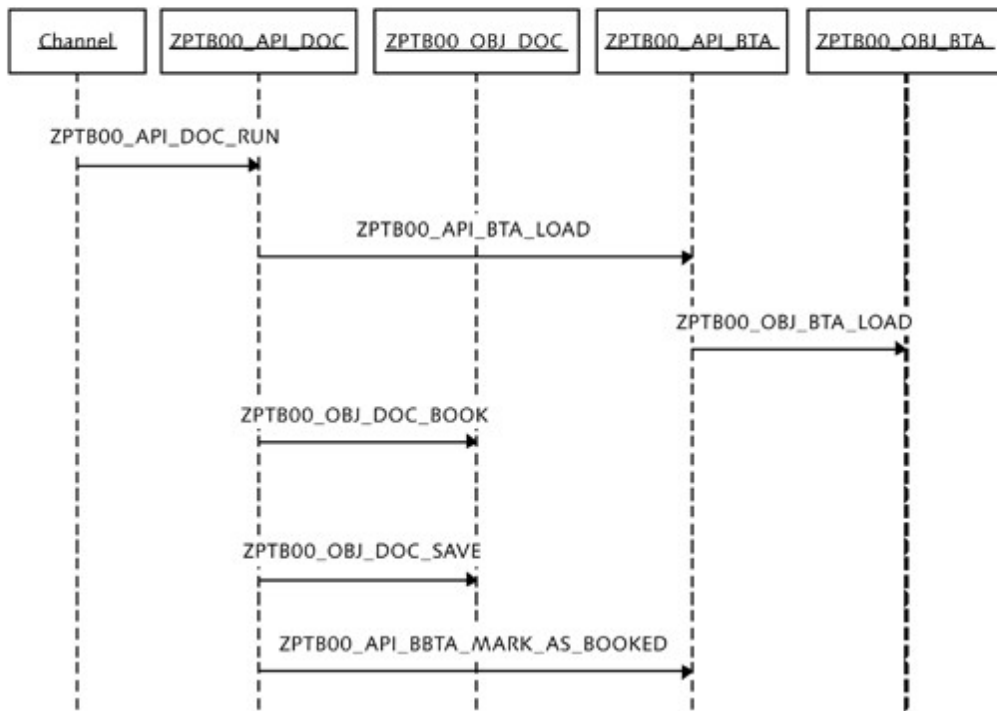 Channel
ZPTB00_API_DOC
ZPTB00_OBJ_DOC
ZPTB00_API_BTA
ZPTB00_OBJ_BTA
ZPTB00_API_DOC_RUN
ZPTB00_API_BTA_LOAD
ZPTB00_OBJ_BTA_LOAD
ZPTB00_OBJ_DOC_BOOK
ZPTB00_OBJ_DOC_SAVE
ZPTB00_API_BBTA_MARK_AS_BOOKED